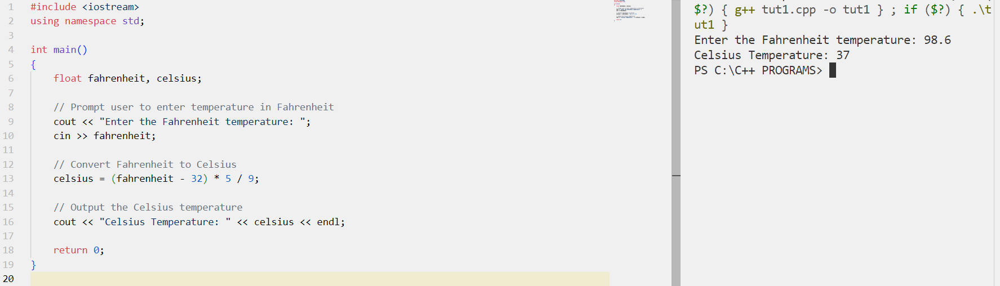 1 #include <iostream>
2 using namespace std;
3
4 int main()
5 {
6     float fahrenheit, celsius;
7
8     // Prompt user to enter temperature in Fahrenheit
9     cout << "Enter the Fahrenheit temperature: ";
10     cin >> fahrenheit;
11
12     // Convert Fahrenheit to Celsius
13     celsius = (fahrenheit - 32) * 5 / 9;
14
15     // Output the Celsius temperature
16     cout << "Celsius Temperature: " << celsius << endl;
17
18     return 0;
19 }
20
$?) { g++ tut1.cpp -o tut1 } ; if ($?) { .\t
ut1 }
Enter the Fahrenheit temperature: 98.6
Celsius Temperature: 37
PS C:\C++ PROGRAMS>